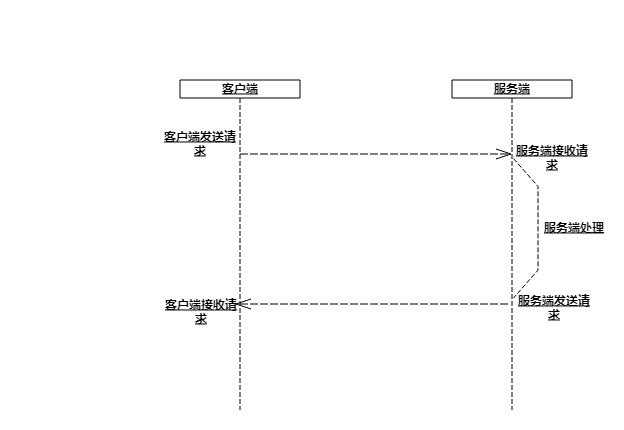 客户端
服务端
客户端发送请
求
服务端接收请
求
服务端处理
客户端接收请
求
服务端发送请
求